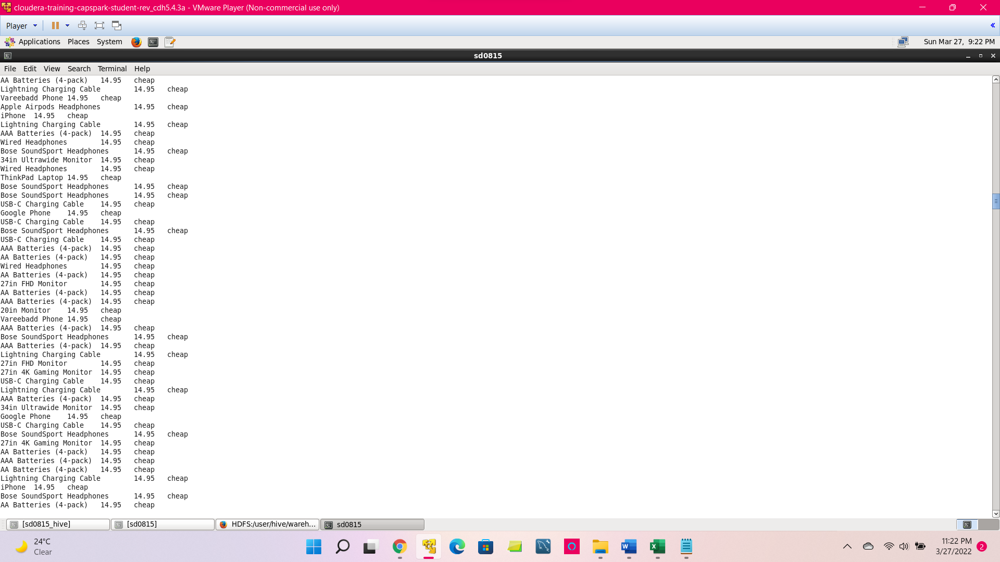 cloudera-training-capspark-student-rev_cdh5.4.3a - VMware Player (Non-commercial use only)
Player
Applications Places System Sun Mar 27, 9:22 PM
sd0815
File Edit View Search Terminal Help
AA Batteries (4-pack) 14.95 cheap
Lightning Charging Cable 14.95 cheap
Vareebadd Phone 14.95 cheap
Apple Airpods Headphones 14.95 cheap
iPhone 14.95 cheap
Lightning Charging Cable 14.95 cheap
AAA Batteries (4-pack) 14.95 cheap
Wired Headphones 14.95 cheap
Bose SoundSport Headphones 14.95 cheap
34in Ultrawide Monitor 14.95 cheap
Wired Headphones 14.95 cheap
ThinkPad Laptop 14.95 cheap
Bose SoundSport Headphones 14.95 cheap
Bose SoundSport Headphones 14.95 cheap
USB-C Charging Cable 14.95 cheap
Google Phone 14.95 cheap
USB-C Charging Cable 14.95 cheap
Bose SoundSport Headphones 14.95 cheap
USB-C Charging Cable 14.95 cheap
AAA Batteries (4-pack) 14.95 cheap
AA Batteries (4-pack) 14.95 cheap
Wired Headphones 14.95 cheap
AA Batteries (4-pack) 14.95 cheap
27in FHD Monitor 14.95 cheap
AA Batteries (4-pack) 14.95 cheap
AAA Batteries (4-pack) 14.95 cheap
20in Monitor 14.95 cheap
Vareebadd Phone 14.95 cheap
AAA Batteries (4-pack) 14.95 cheap
Bose SoundSport Headphones 14.95 cheap
AAA Batteries (4-pack) 14.95 cheap
Lightning Charging Cable 14.95 cheap
27in FHD Monitor 14.95 cheap
27in 4K Gaming Monitor 14.95 cheap
USB-C Charging Cable 14.95 cheap
Lightning Charging Cable 14.95 cheap
AAA Batteries (4-pack) 14.95 cheap
34in Ultrawide Monitor 14.95 cheap
Google Phone 14.95 cheap
USB-C Charging Cable 14.95 cheap
Bose SoundSport Headphones 14.95 cheap
27in 4K Gaming Monitor 14.95 cheap
AA Batteries (4-pack) 14.95 cheap
AAA Batteries (4-pack) 14.95 cheap
AA Batteries (4-pack) 14.95 cheap
Lightning Charging Cable 14.95 cheap
iPhone 14.95 cheap
Bose SoundSport Headphones 14.95 cheap
AA Batteries (4-pack) 14.95 cheap
[sd0815_hive] [sd0815] HDFS:/user/hive/wareh... sd0815
24°C
Clear
11:22 PM
3/27/2022
2